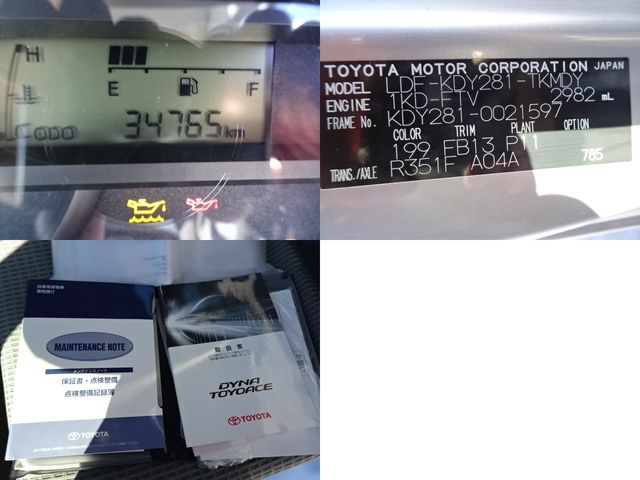 H
E F
C ODO 34765 km
TOYOTA MOTOR CORPORATION JAPAN
MODEL LDF-KDY281-TKMDY
ENGINE 1KD-FTV 2982 mL
FRAME No. KDY281-0021597
COLOR TRIM PLANT OPTION
199 FB13 P11
TRANS./AXLE R351F A04A 785
MAINTENANCE NOTE
メンテナンスノート
保証書・点検整備
点検整備記録簿
TOYOTA
取扱書
DYNA
TOYOACE
TOYOTA